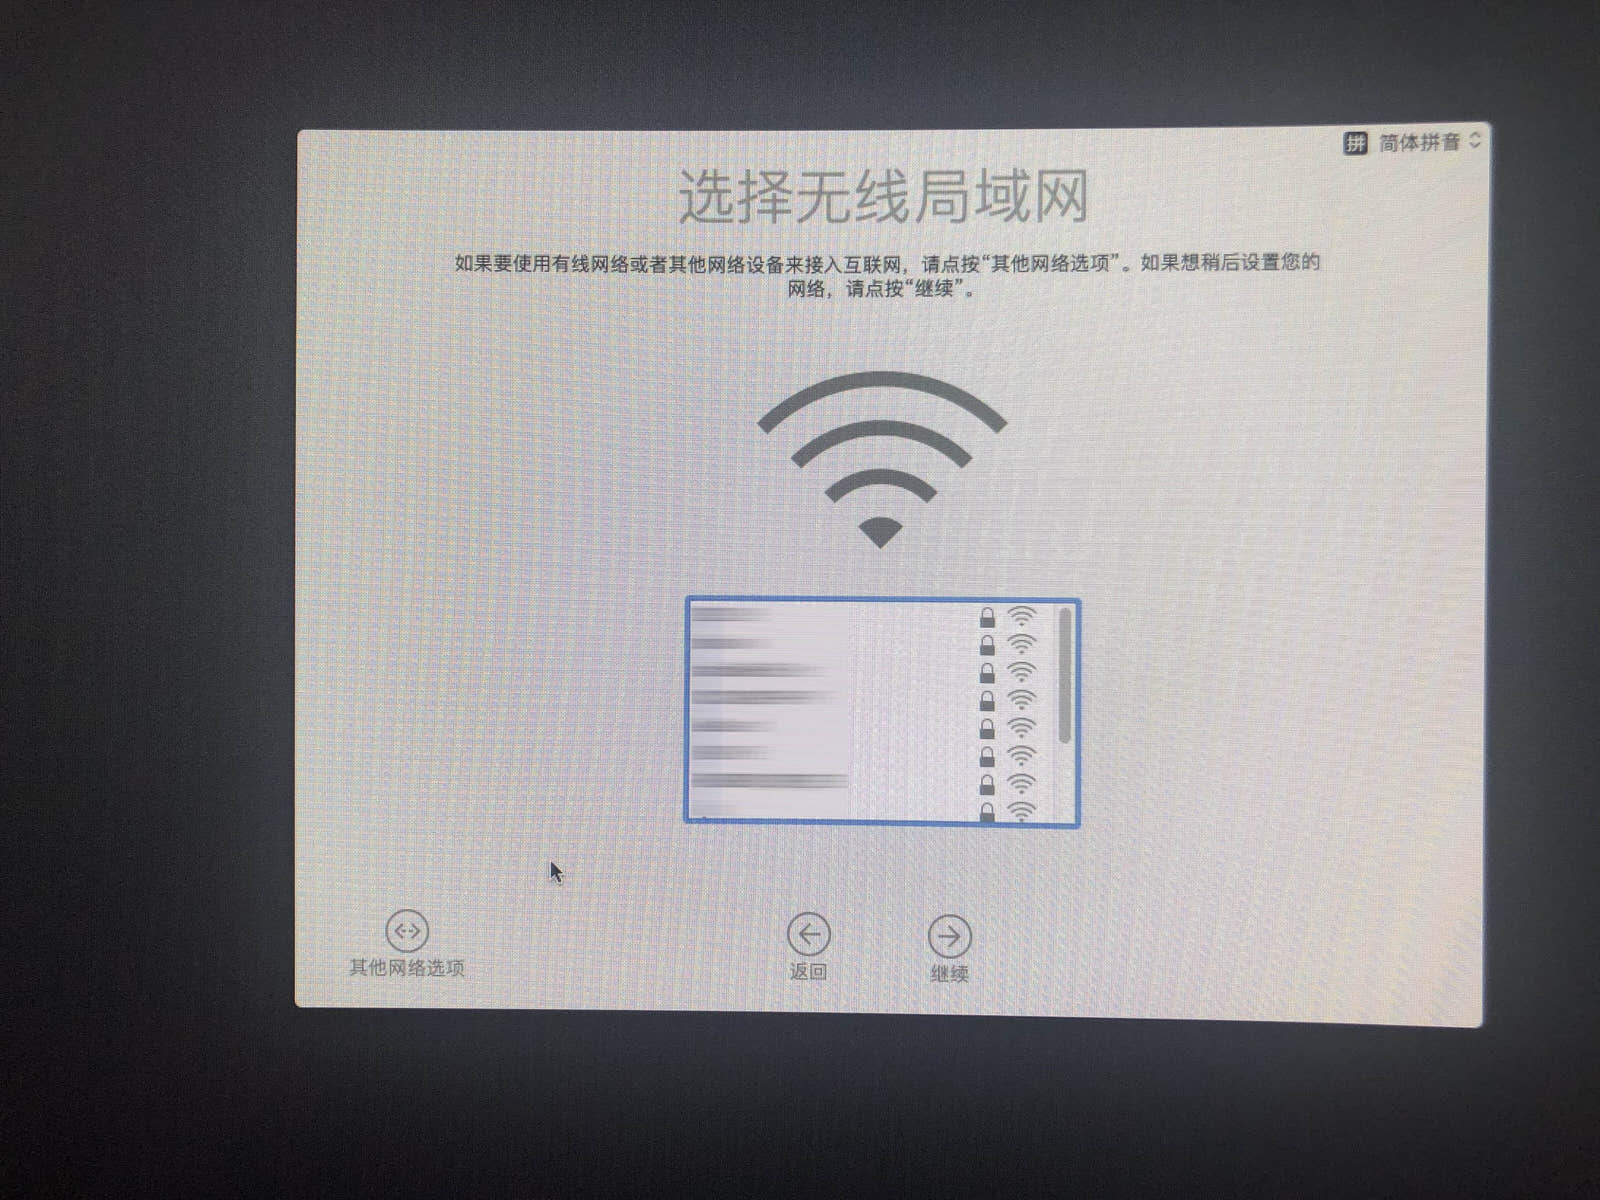 拼 简体拼音
选择无线局域网
如果要使用有线网络或者其他网络设备来接入互联网，请点按“其他网络选项”。如果想稍后设置您的
网络，请点按“继续”。
其他网络选项
返回
继续